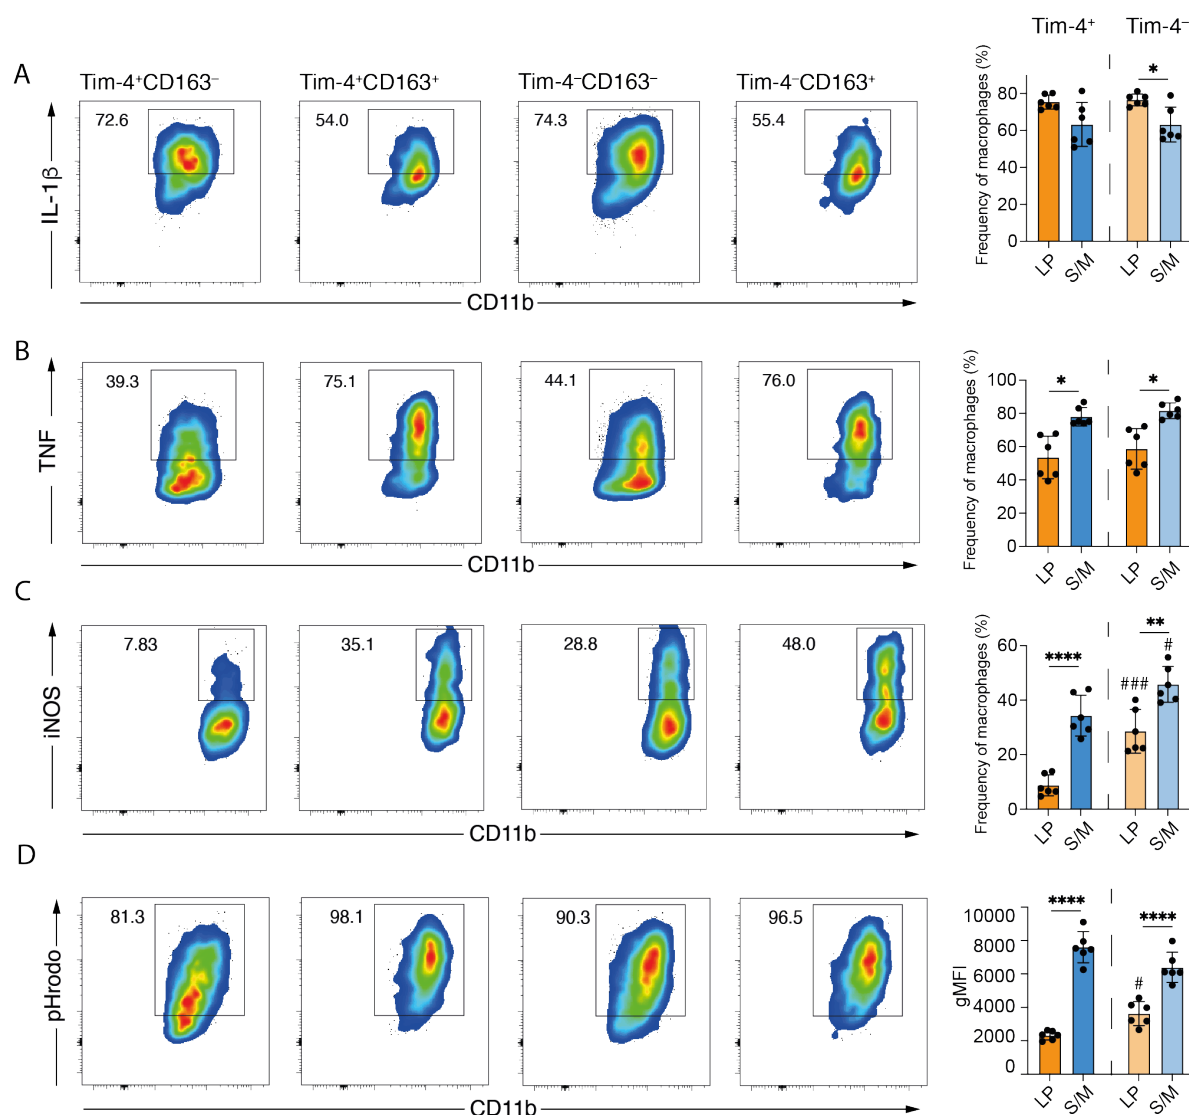 Tim-4⁺ Tim-4⁻
A
Tim-4⁺CD163⁻ Tim-4⁺CD163⁺ Tim-4⁻CD163⁻ Tim-4⁻CD163⁺
IL-1β
72.6 54.0 74.3 55.4
CD11b
Frequency of macrophages (%)
80
60
40
20
0
*
LP S/M LP S/M
B
TNF
39.3 75.1 44.1 76.0
CD11b
Frequency of macrophages (%)
100
80
60
40
20
0
* *
LP S/M LP S/M
C
iNOS
7.83 35.1 28.8 48.0
CD11b
Frequency of macrophages (%)
60
40
20
0
**** ### ** #
LP S/M LP S/M
D
pHrodo
81.3 98.1 90.3 96.5
CD11b
gMFI
10000
8000
6000
4000
2000
0
**** # ****
LP S/M LP S/M